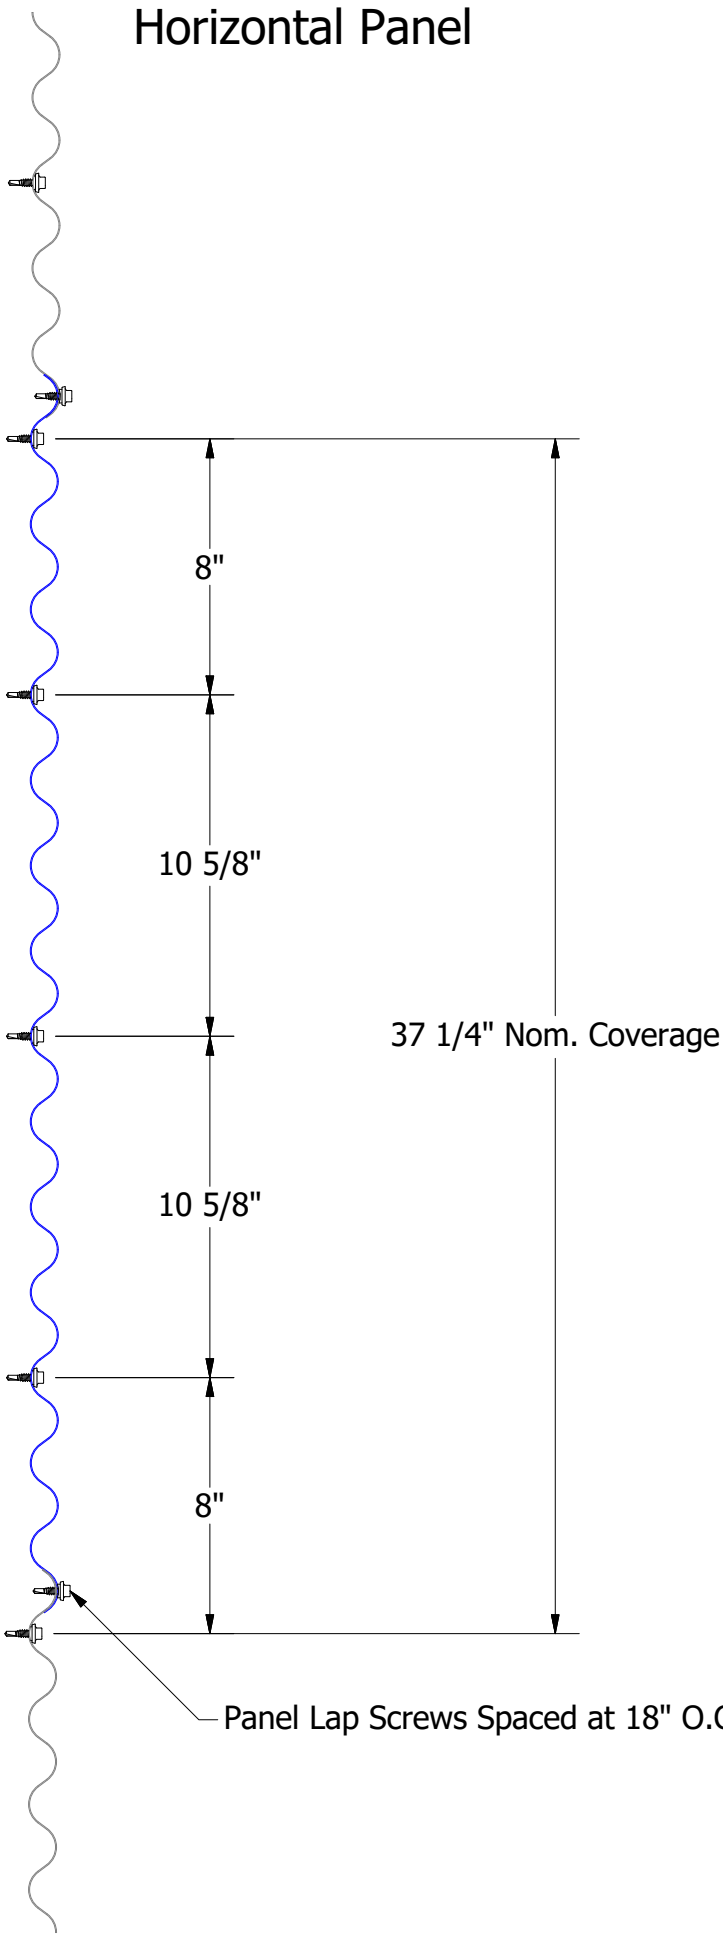 Horizontal Panel
8"
10 5/8"
37 1/4" Nom. Coverage
10 5/8"
8"
Panel Lap Screws Spaced at 18" O.